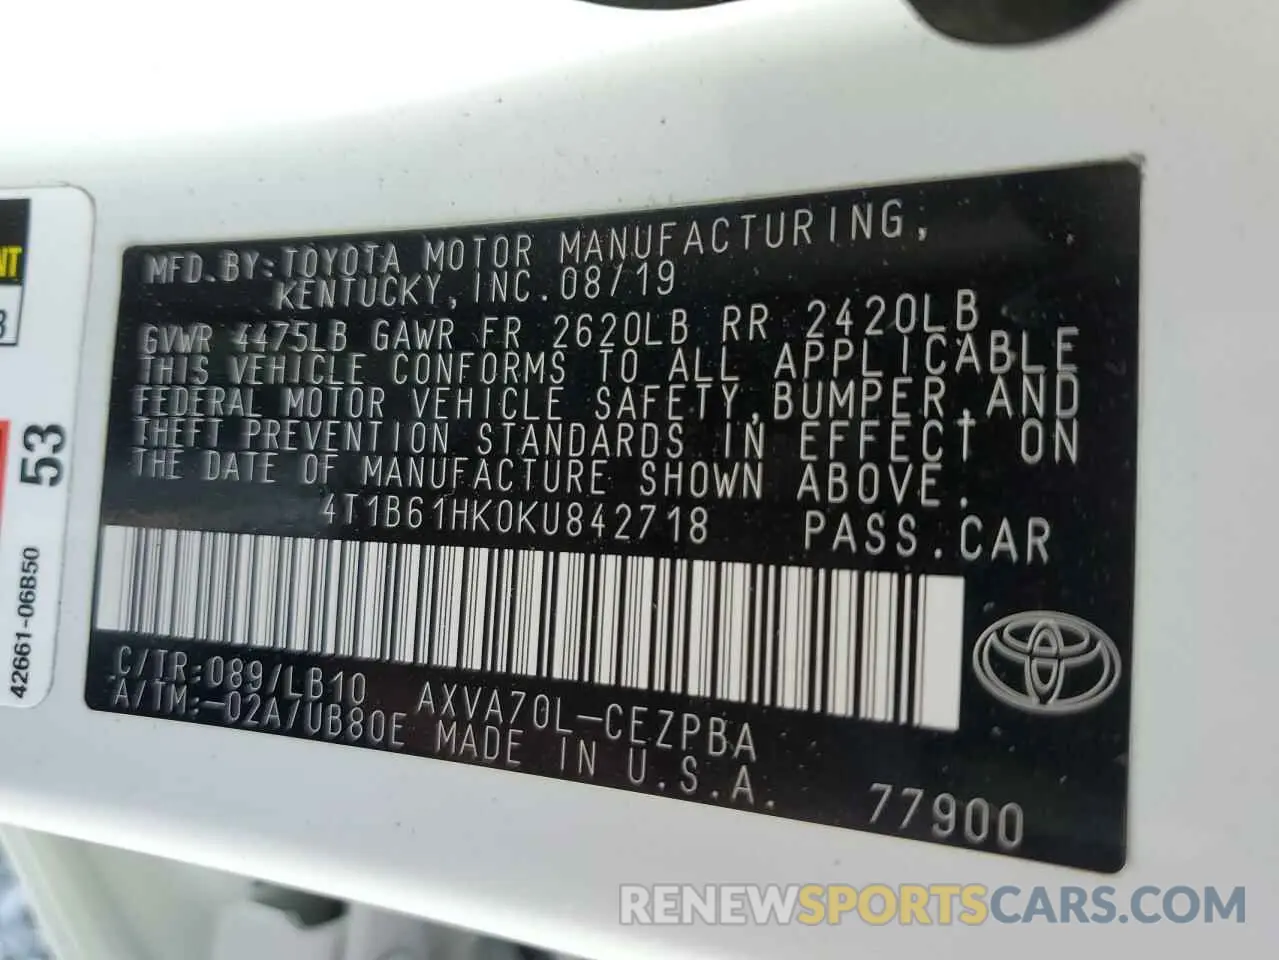 MFD.BY:TOYOTA MOTOR MANUFACTURING,
KENTUCKY, INC. 08/19
GVWR 4475LB GAWR FR 2620LB RR 2420LB
THIS VEHICLE CONFORMS TO ALL APPLICABLE
FEDERAL MOTOR VEHICLE SAFETY, BUMPER, AND
THEFT PREVENTION STANDARDS IN EFFECT ON
THE DATE OF MANUFACTURE SHOWN ABOVE.
4T1B61HK0KU842718 PASS.CAR
C/TR:089/LB10 AXVA70L-CEZPBA
A/TM:-02A/UB80E MADE IN U.S.A.
77900
53
42661-06B50
RENEWSPORTSCARS.COM